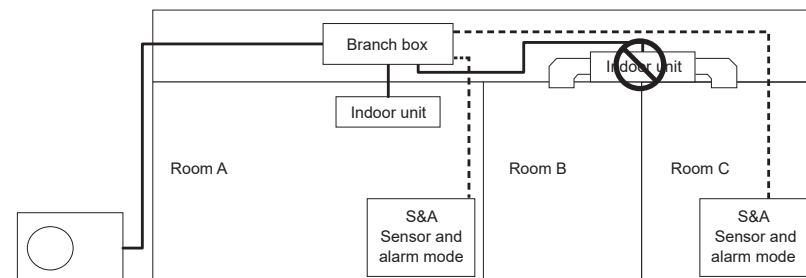 Branch box
Indoor unit
Indoor unit
Room A
Room B
Room C
S&A
Sensor and
alarm mode
S&A
Sensor and
alarm mode